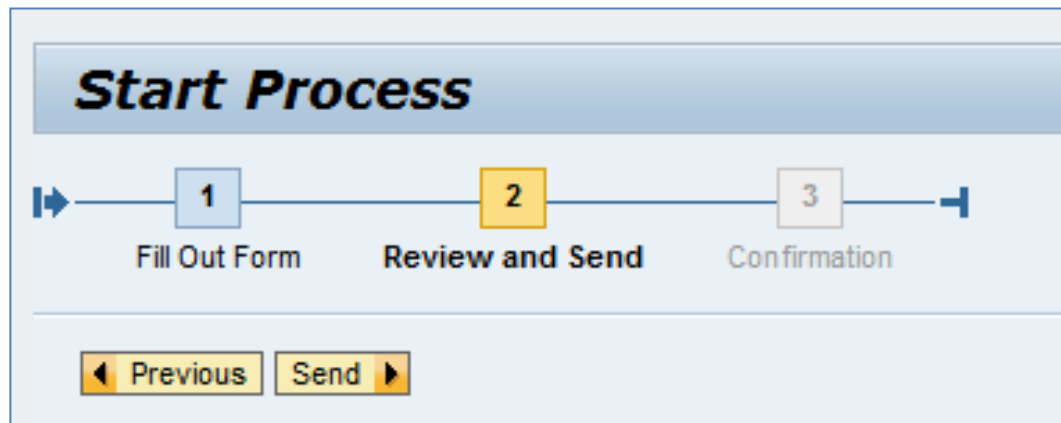 Start Process
1 2 3
Fill Out Form Review and Send Confirmation
Previous Send